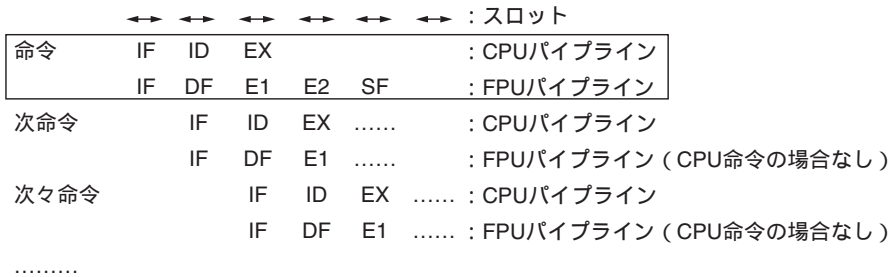 ←→ ←→ ←→ ←→ ←→ ←→ ：スロット
命令 IF ID EX ：CPUパイプライン
IF DF E1 E2 SF ：FPUパイプライン
次命令 IF ID EX …… ：CPUパイプライン
IF DF E1 …… ：FPUパイプライン（CPU命令の場合なし）
次々命令 IF ID EX …… ：CPUパイプライン
IF DF E1 …… ：FPUパイプライン（CPU命令の場合なし）
………